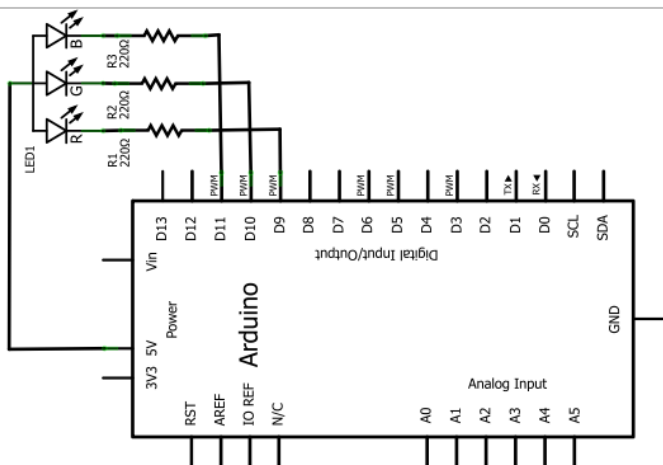 B
R3
220Ω
G
R2
220Ω
R
R1
220Ω
LED1
PWM
PWM
PWM
PWM
PWM
PWM
TX▶
RX◀
D13
D12
D11
D10
D9
D8
D7
D6
D5
D4
D3
D2
D1
D0
SCL
SDA
Digital Input/Output
Vin
Power
5V
3V3
Arduino
GND
Analog Input
RST
AREF
IO REF
N/C
A0
A1
A2
A3
A4
A5